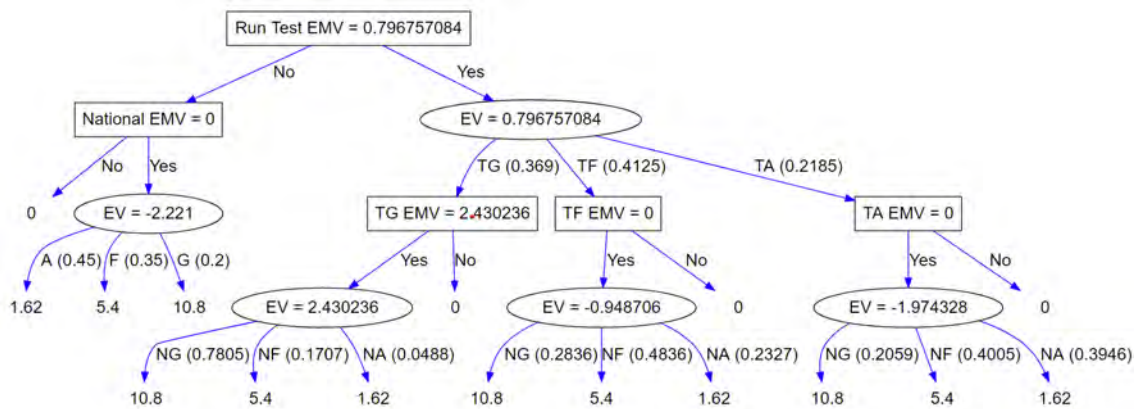 Run Test EMV = 0.796757084
No
Yes
National EMV = 0
EV = 0.796757084
No
Yes
TG (0.369)
TF (0.4125)
TA (0.2185)
0
EV = -2.221
TG EMV = 2.430236
TF EMV = 0
TA EMV = 0
A (0.45)
F (0.35)
G (0.2)
Yes
No
Yes
No
Yes
No
1.62
5.4
10.8
EV = 2.430236
0
EV = -0.948706
0
EV = -1.974328
0
NG (0.7805)
NF (0.1707)
NA (0.0488)
NG (0.2836)
NF (0.4836)
NA (0.2327)
NG (0.2059)
NF (0.4005)
NA (0.3946)
10.8
5.4
1.62
10.8
5.4
1.62
10.8
5.4
1.62